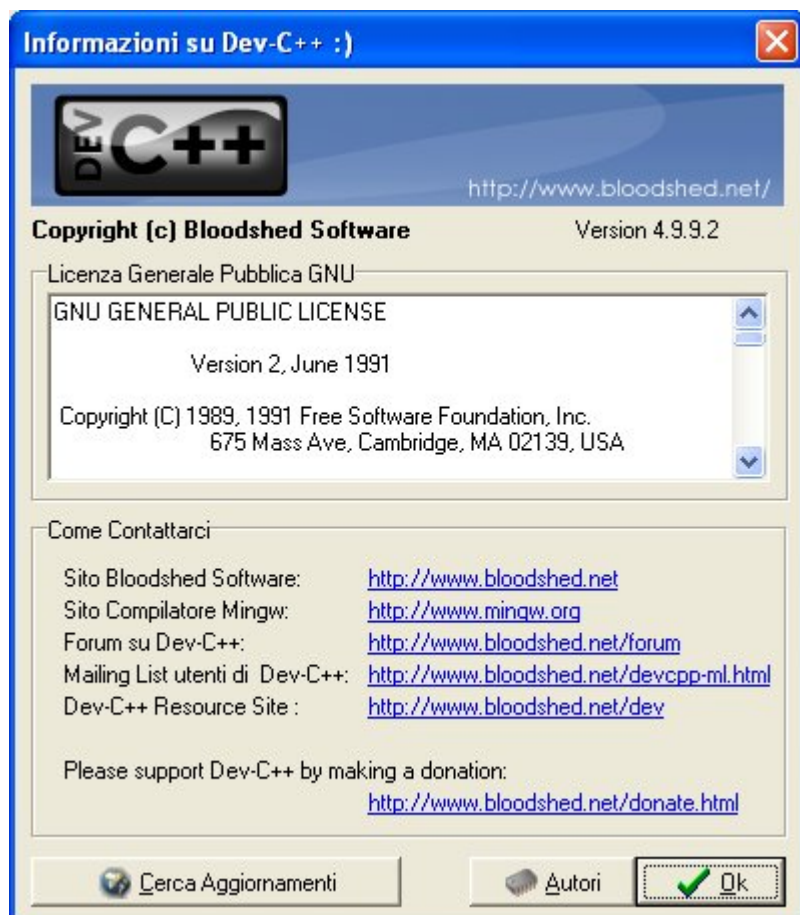 Informazioni su Dev-C++ :)
DEV
C++
http://www.bloodshed.net/
Copyright (c) Bloodshed Software Version 4.9.9.2
Licenza Generale Pubblica GNU
GNU GENERAL PUBLIC LICENSE
Version 2, June 1991
Copyright (C) 1989, 1991 Free Software Foundation, Inc.
675 Mass Ave, Cambridge, MA 02139, USA
Come Contattarci
Sito Bloodshed Software: http://www.bloodshed.net
Sito Compilatore Mingw: http://www.mingw.org
Forum su Dev-C++: http://www.bloodshed.net/forum
Mailing List utenti di Dev-C++: http://www.bloodshed.net/devcpp-ml.html
Dev-C++ Resource Site : http://www.bloodshed.net/dev
Please support Dev-C++ by making a donation:
http://www.bloodshed.net/donate.html
Cerca Aggiornamenti Autori Ok